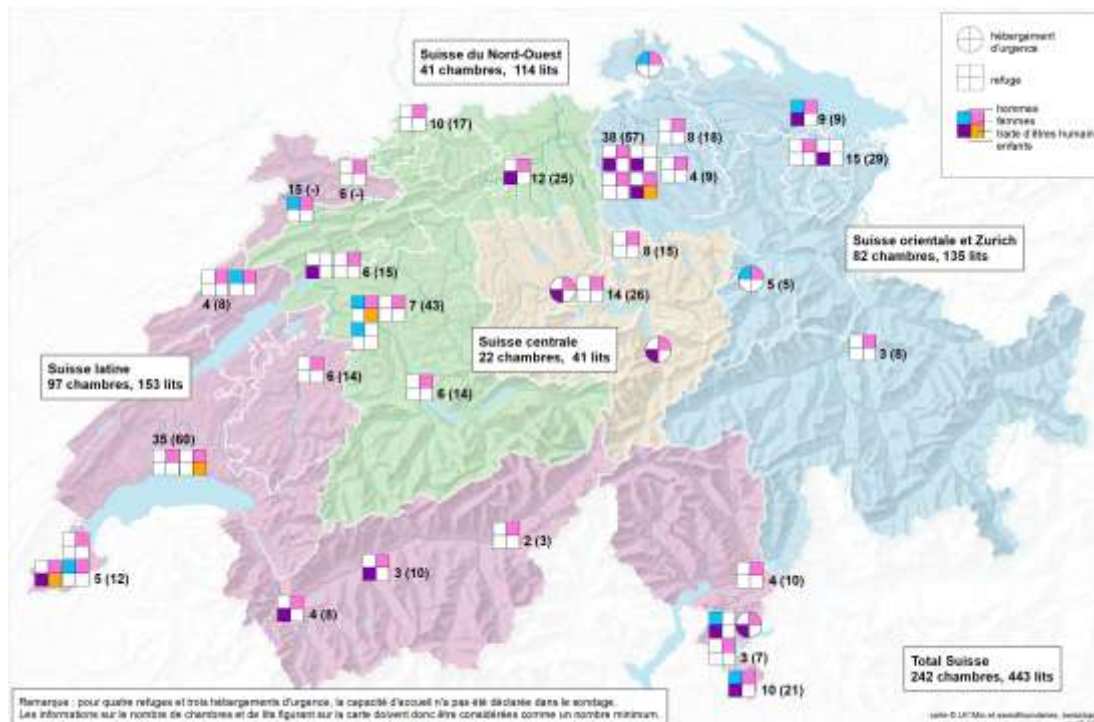 Suisse du Nord-Ouest
41 chambres, 114 lits
hébergement
d'urgence
refuge
hommes
femmes
traite d'êtres humain
enfants
10 (17)
38 (57)
8 (18)
9 (9)
15 (29)
4 (9)
12 (25)
6 (-)
15 (-)
8 (15)
Suisse orientale et Zurich
82 chambres, 135 lits
6 (15)
5 (5)
4 (8)
14 (26)
7 (43)
Suisse centrale
22 chambres, 41 lits
3 (8)
Suisse latine
97 chambres, 153 lits
6 (14)
6 (14)
35 (60)
2 (3)
3 (10)
5 (12)
4 (10)
4 (8)
3 (7)
10 (21)
Total Suisse
242 chambres, 443 lits
Remarque : pour quatre refuges et trois hébergements d'urgence, la capacité d'accueil n'a pas été déclarée dans le sondage.
Les informations sur le nombre de chambres et de lits figurant sur la carte doivent donc être considérées comme un nombre minimum.